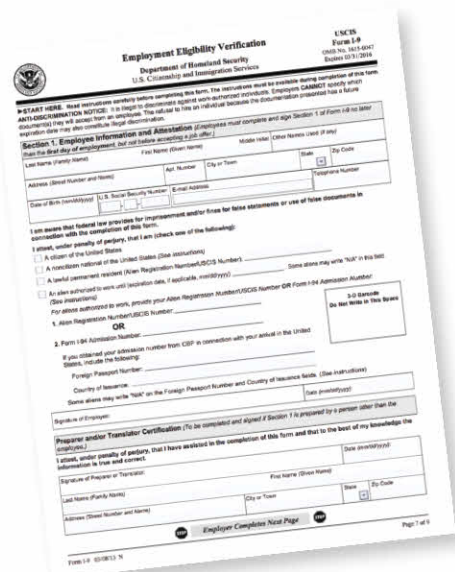 Employment Eligibility Verification
Department of Homeland Security
U.S. Citizenship and Immigration Services
USCIS
Form I-9
OMB No. 1615-0047
Expires 03/31/2016
►START HERE. Read instructions carefully before completing this form. The instructions must be available during completion of this form.
ANTI-DISCRIMINATION NOTICE: It is illegal to discriminate against work-authorized individuals. Employers CANNOT specify which
document(s) they will accept from an employee. The refusal to hire an individual because the documentation presented has a future
expiration date may also constitute illegal discrimination.
Section 1. Employee Information and Attestation (Employees must complete and sign Section 1 of Form I-9 no later
than the first day of employment, but not before accepting a job offer.)
Last Name (Family Name) First Name (Given Name) Middle Initial Other Names Used (if any)
Address (Street Number and Name) Apt. Number City or Town State Zip Code
Date of Birth (mm/dd/yyyy) U.S. Social Security Number E-mail Address Telephone Number
I am aware that federal law provides for imprisonment and/or fines for false statements or use of false documents in
connection with the completion of this form.
I attest, under penalty of perjury, that I am (check one of the following):
A citizen of the United States
A noncitizen national of the United States (See instructions)
A lawful permanent resident (Alien Registration Number/USCIS Number):
An alien authorized to work until (expiration date, if applicable, mm/dd/yyyy) . Some aliens may write "N/A" in this field.
(See instructions)
For aliens authorized to work, provide your Alien Registration Number/USCIS Number OR Form I-94 Admission Number:
1. Alien Registration Number/USCIS Number:
OR
2. Form I-94 Admission Number:
If you obtained your admission number from CBP in connection with your arrival in the United
States, include the following:
Foreign Passport Number:
Country of Issuance:
Some aliens may write "N/A" on the Foreign Passport Number and Country of Issuance fields. (See instructions)
3-D Barcode
Do Not Write in This Space
Signature of Employee: Date (mm/dd/yyyy):
Preparer and/or Translator Certification (To be completed and signed if Section 1 is prepared by a person other than the
employee.)
I attest, under penalty of perjury, that I have assisted in the completion of this form and that to the best of my knowledge the
information is true and correct.
Signature of Preparer or Translator: Date (mm/dd/yyyy):
Last Name (Family Name) First Name (Given Name)
Address (Street Number and Name) City or Town State Zip Code
STOP Employer Completes Next Page STOP
Form I-9 03/08/13 N Page 7 of 9